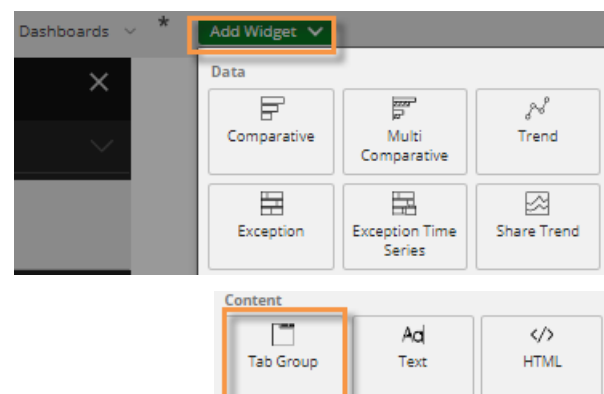 Dashboards * Add Widget
Data
Comparative Multi Comparative Trend
Exception Exception Time Series Share Trend
Content
Tab Group Ad Text </> HTML